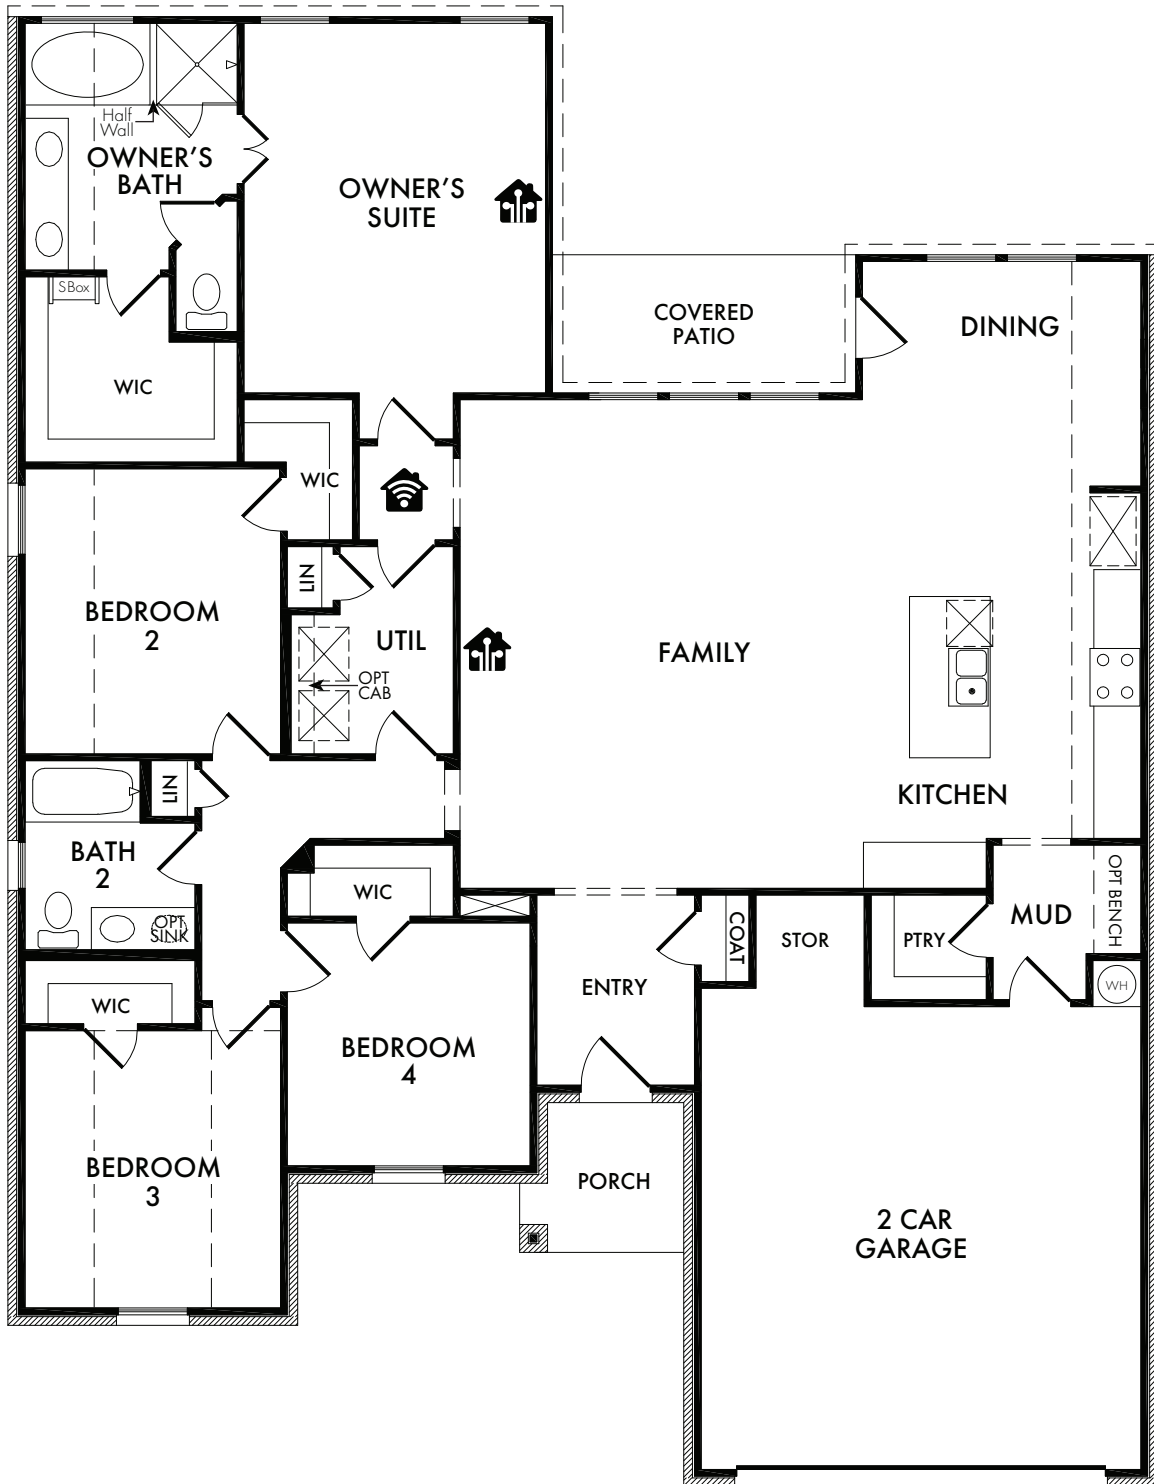 Half
Wall
OWNER'S
BATH
OWNER'S
SUITE
SBox
WIC
COVERED
PATIO
DINING
WIC
LIN
BEDROOM
2
UTIL
OPT
CAB
FAMILY
KITCHEN
LIN
BATH
2
OPT
SINK
WIC
WIC
COAT
STOR
PTRY
MUD
OPT BENCH
WH
ENTRY
BEDROOM
4
BEDROOM
3
PORCH
2 CAR
GARAGE